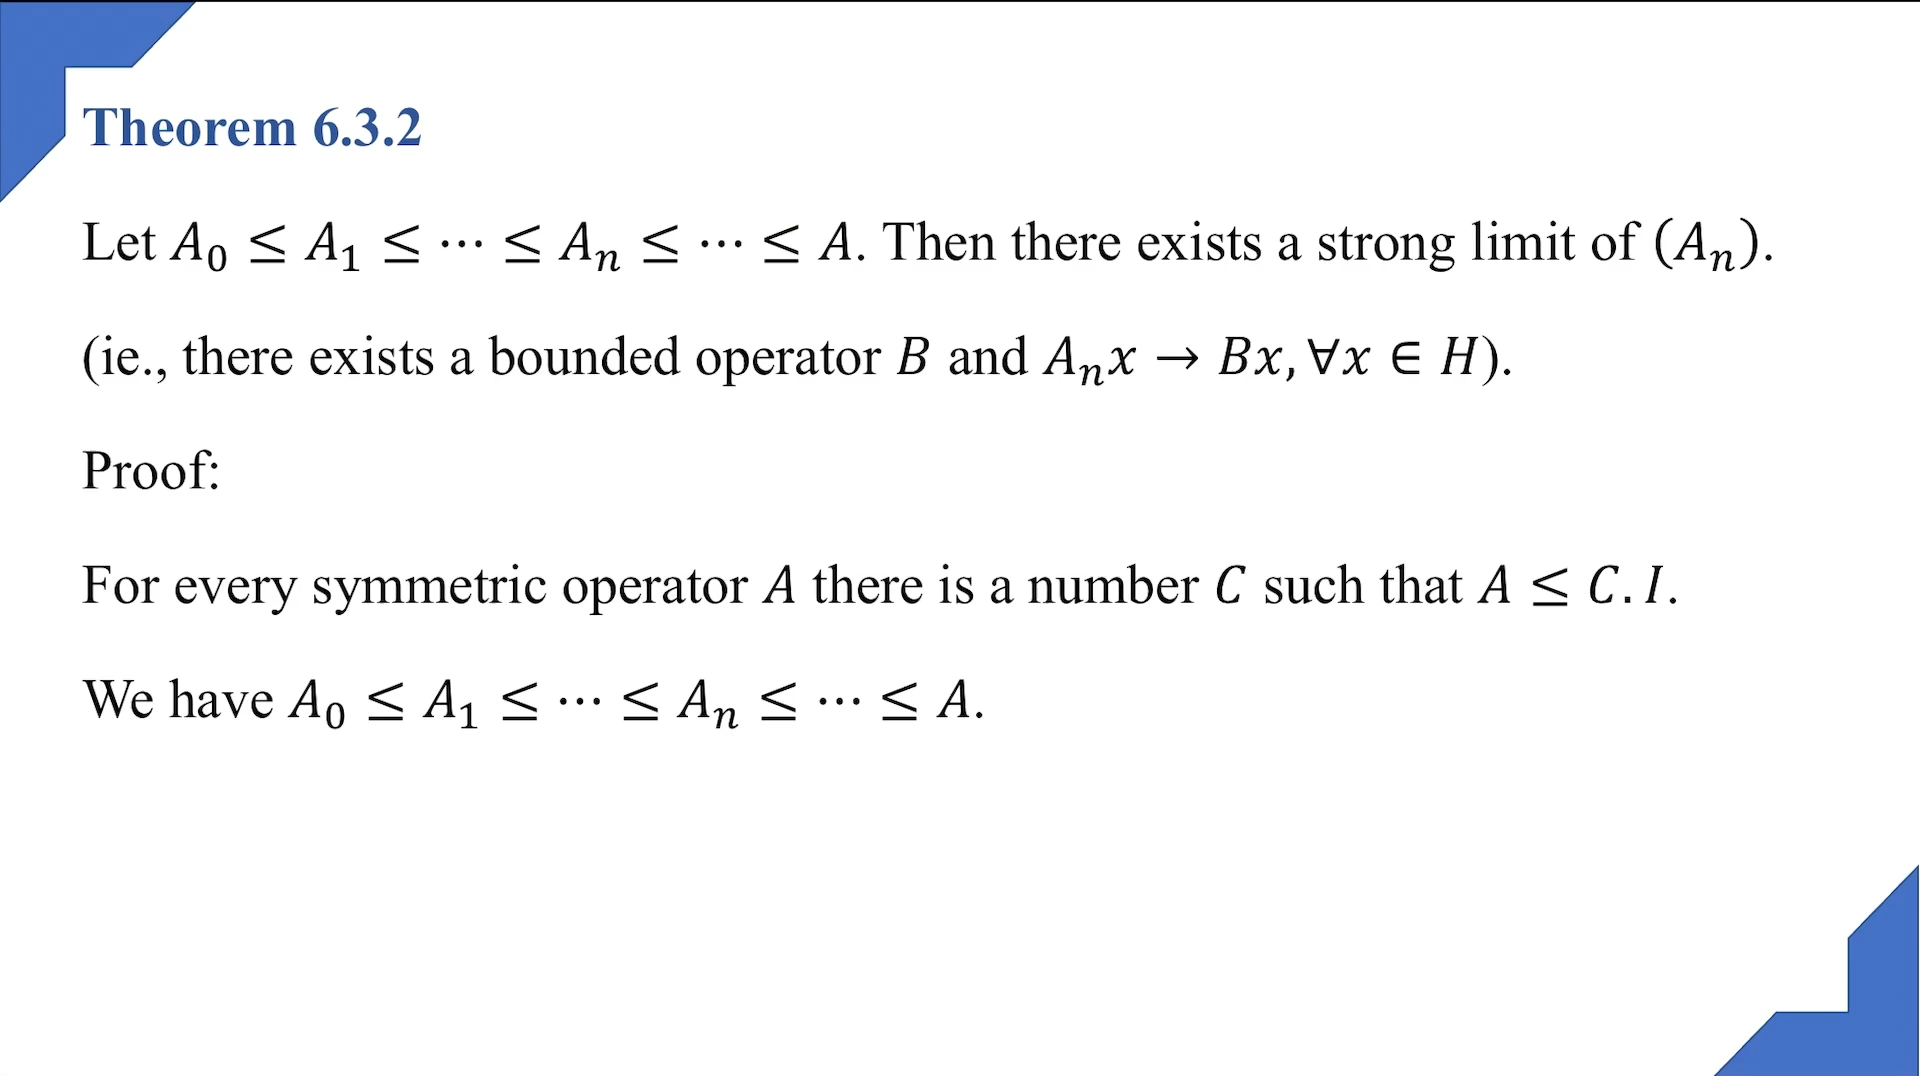 Theorem 6.3.2
Let A₀ ≤ A₁ ≤ ⋯ ≤ Aₙ ≤ ⋯ ≤ A. Then there exists a strong limit of (Aₙ).
(ie., there exists a bounded operator B and Aₙx → Bx, ∀x ∈ H).
Proof:
For every symmetric operator A there is a number C such that A ≤ C. I.
We have A₀ ≤ A₁ ≤ ⋯ ≤ Aₙ ≤ ⋯ ≤ A.